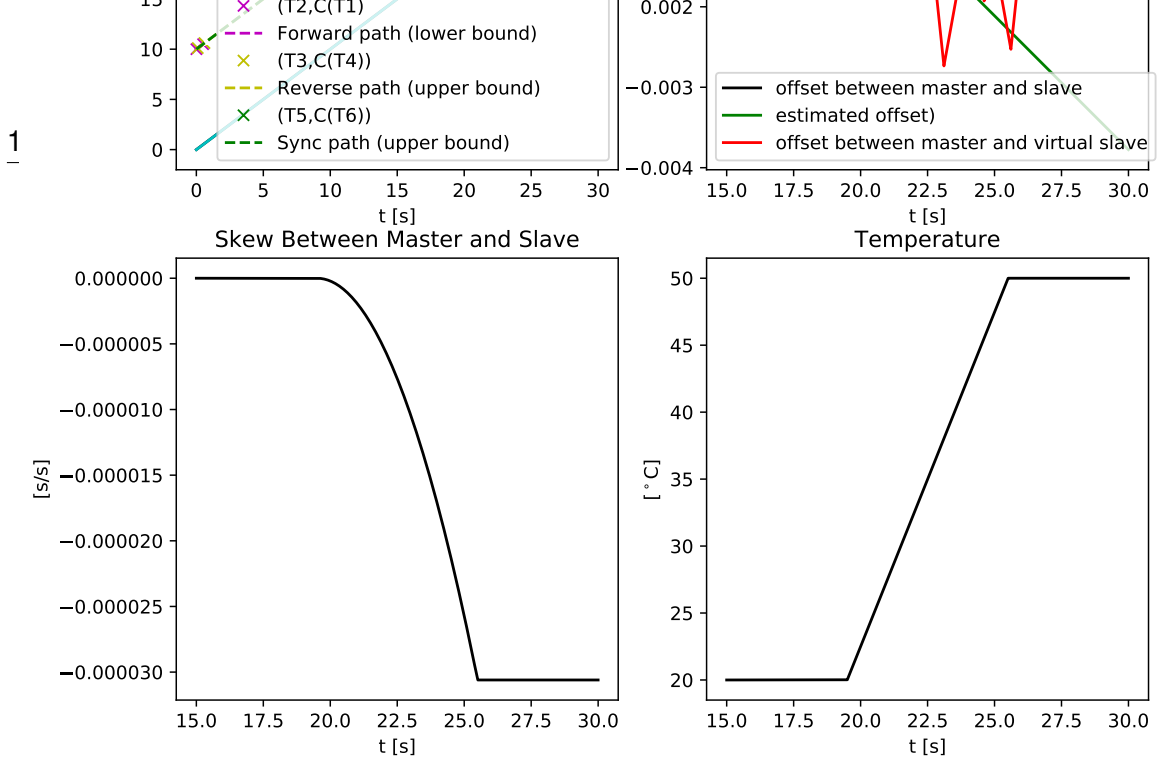 15
10
5
0
0 5 10 15 20 25 30
t [s]
(T2,C(T1)
Forward path (lower bound)
(T3,C(T4))
Reverse path (upper bound)
(T5,C(T6))
Sync path (upper bound)
0.002
−0.003
−0.004
15.0 17.5 20.0 22.5 25.0 27.5 30.0
t [s]
offset between master and slave
estimated offset)
offset between master and virtual slave
1
Skew Between Master and Slave
0.000000
−0.000005
−0.000010
−0.000015
−0.000020
−0.000025
−0.000030
[s/s]
15.0 17.5 20.0 22.5 25.0 27.5 30.0
t [s]
Temperature
50
45
40
35
30
25
20
[°C]
15.0 17.5 20.0 22.5 25.0 27.5 30.0
t [s]